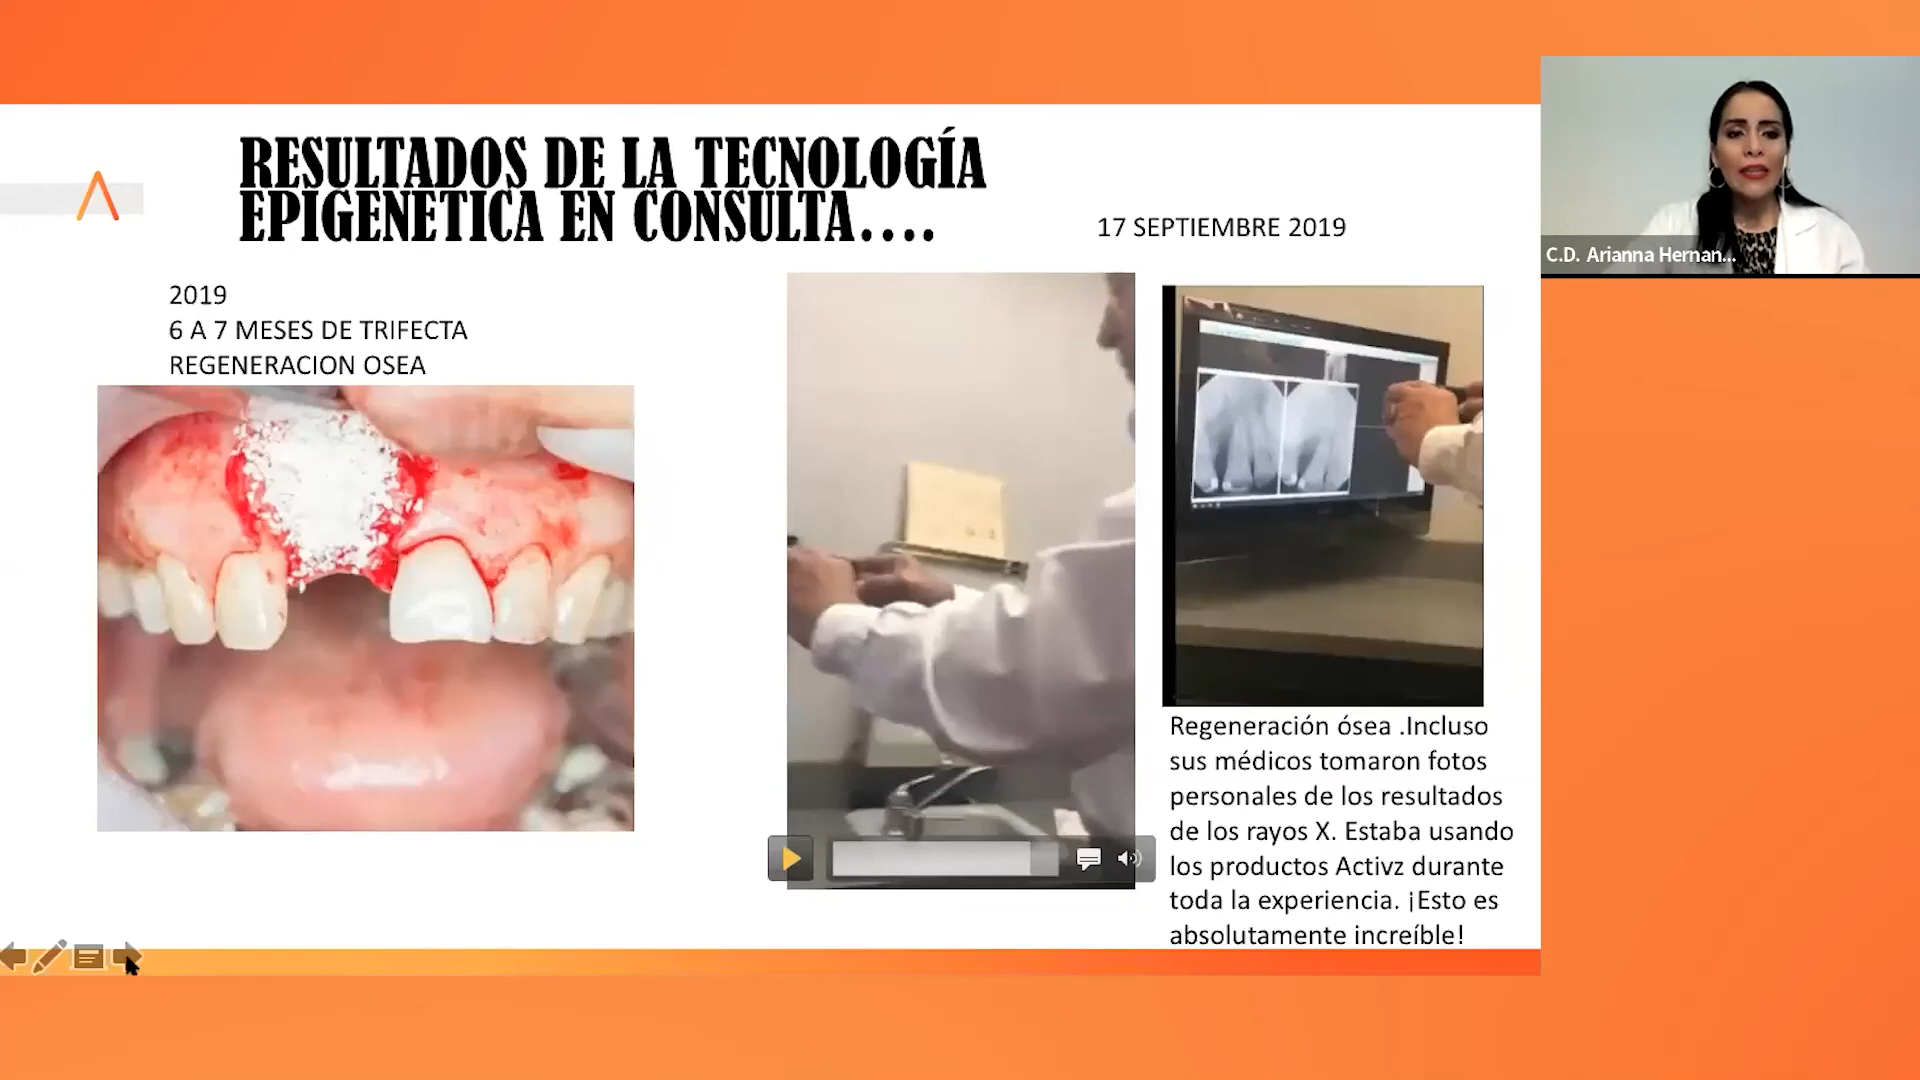 RESULTADOS DE LA TECNOLOGÍA
EPIGENETICA EN CONSULTA....
17 SEPTIEMBRE 2019
C.D. Arianna Hernan...
2019
6 A 7 MESES DE TRIFECTA
REGENERACION OSEA
Regeneración ósea .Incluso
sus médicos tomaron fotos
personales de los resultados
de los rayos X. Estaba usando
los productos Activz durante
toda la experiencia. ¡Esto es
absolutamente increíble!